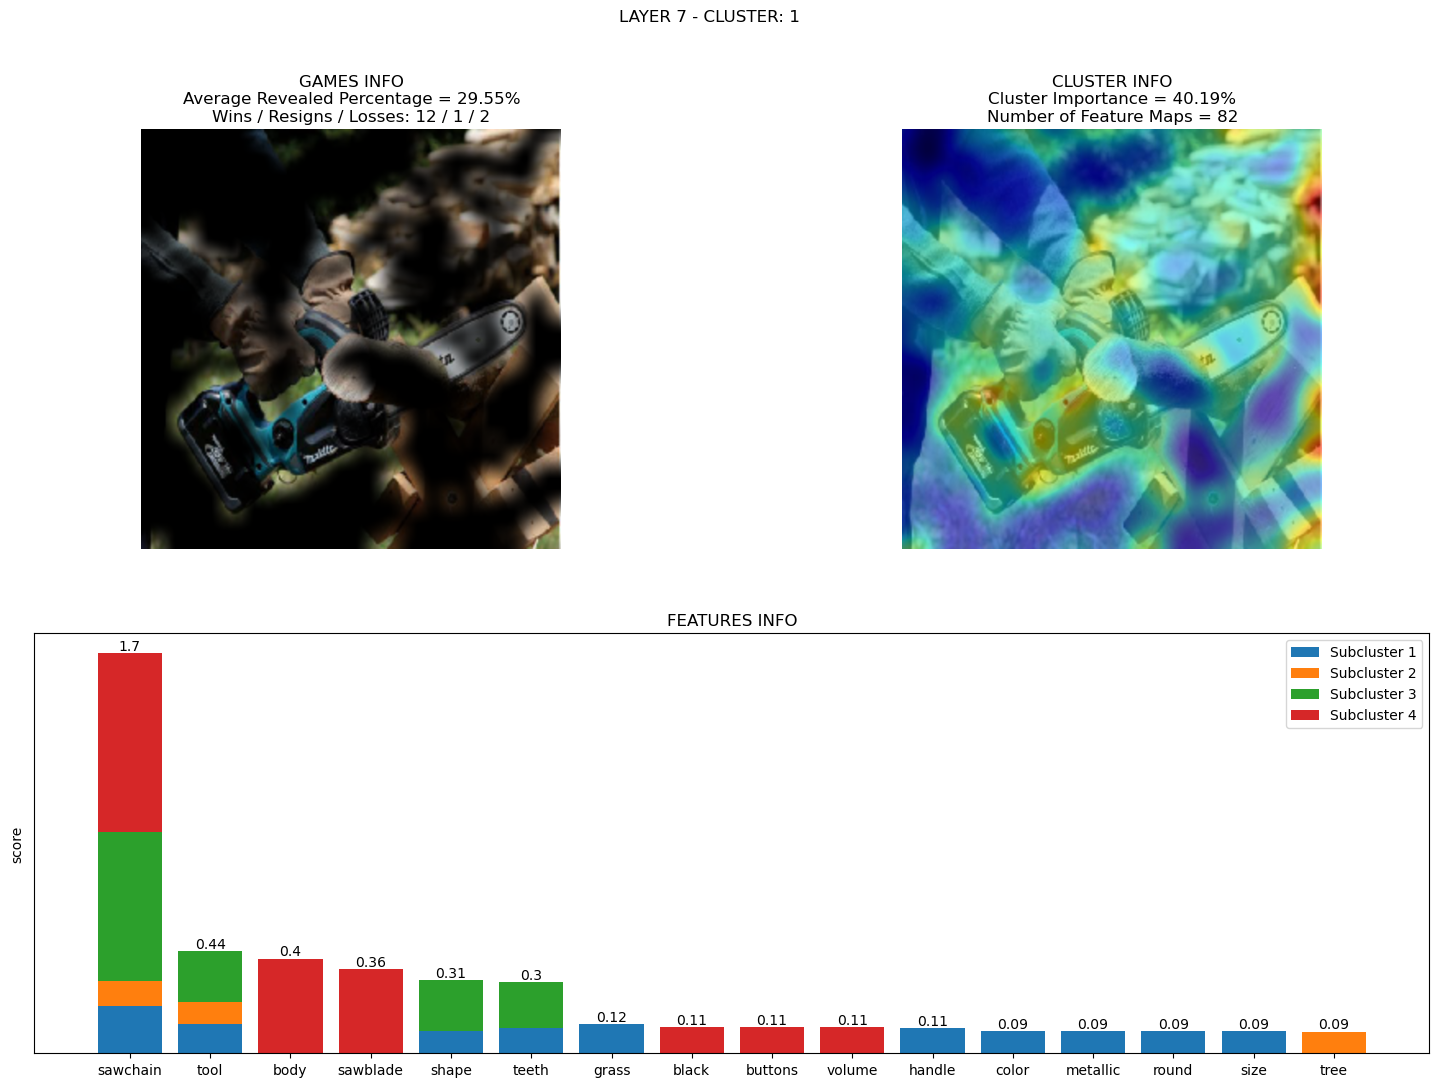 LAYER 7 - CLUSTER: 1
GAMES INFO
Average Revealed Percentage = 29.55%
Wins / Resigns / Losses: 12 / 1 / 2
CLUSTER INFO
Cluster Importance = 40.19%
Number of Feature Maps = 82
makita
FEATURES INFO
score
1.7
0.44
0.4
0.36
0.31
0.3
0.12
0.11
0.11
0.11
0.11
0.09
0.09
0.09
0.09
0.09
Subcluster 1
Subcluster 2
Subcluster 3
Subcluster 4
sawchain tool body sawblade shape teeth grass black buttons volume handle color metallic round size tree